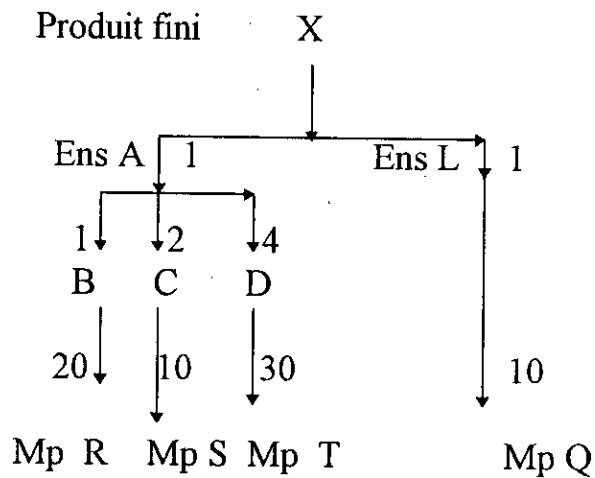 Produit fini X
Ens A 1 Ens L 1
1 2 4
B C D
20 10 30 10
Mp R Mp S Mp T Mp Q